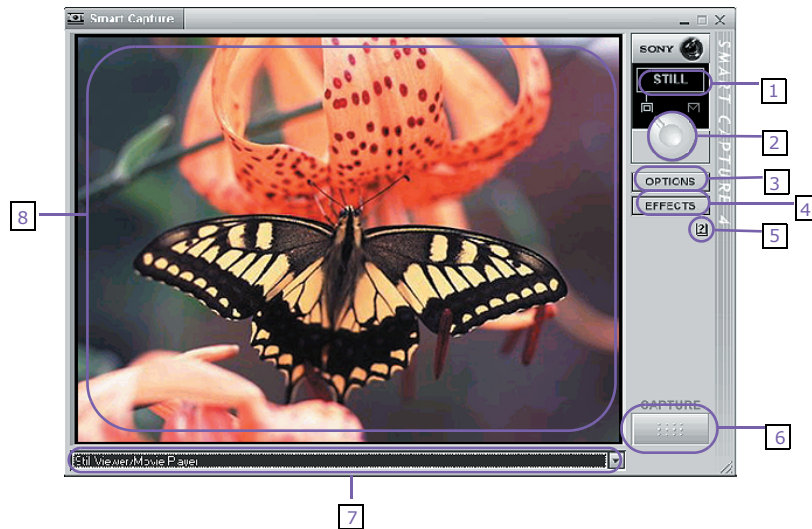 Smart Capture
SONY
STILL
SMART CAPTURE 4
1
2
3
OPTIONS
EFFECTS
4
?
5
8
CAPTURE
6
Still Viewer/Movie Player
7